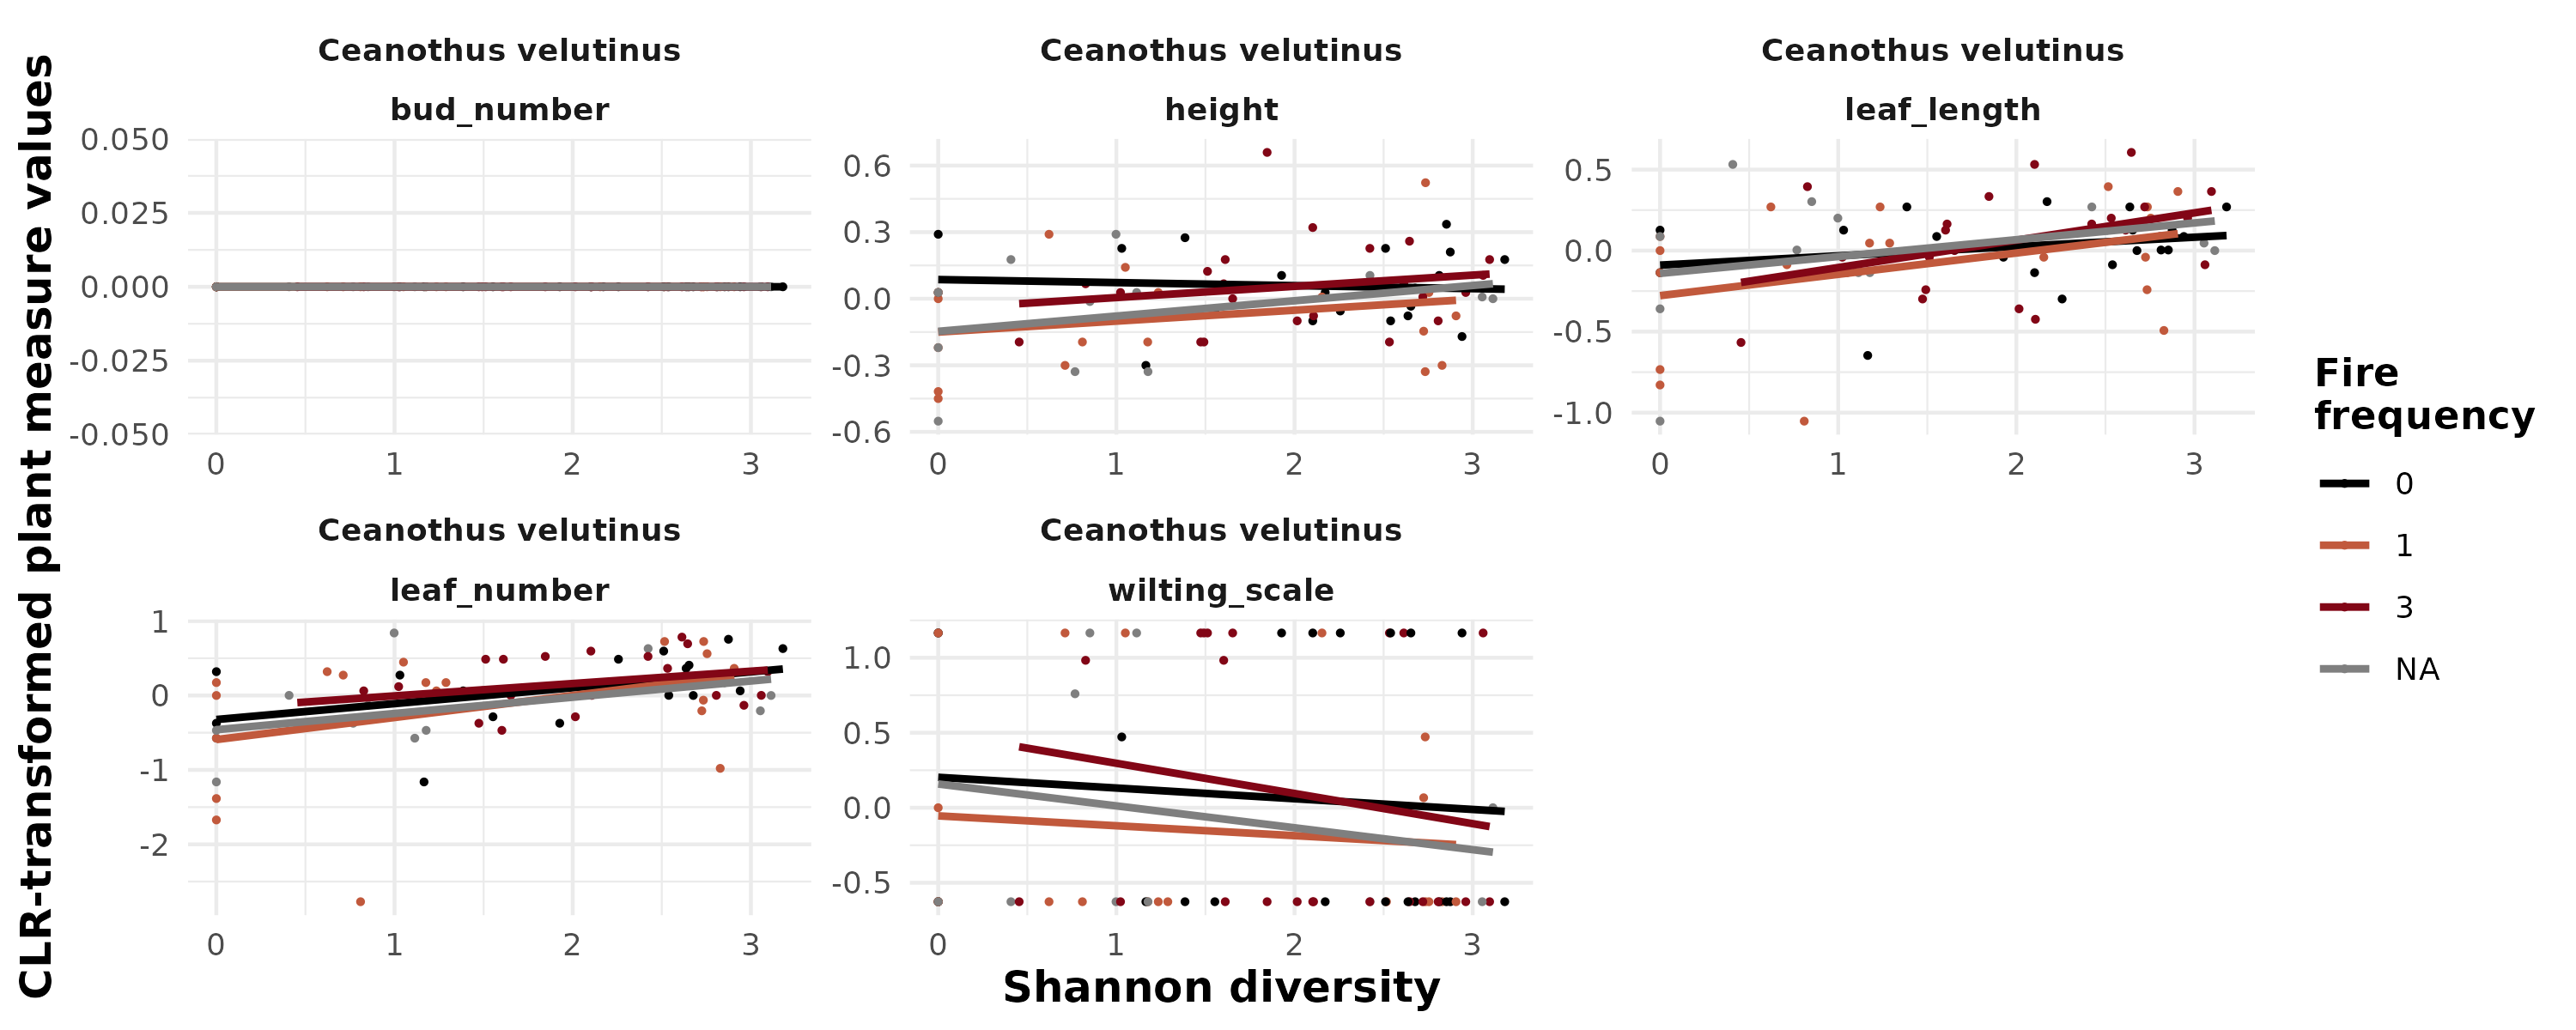 CLR-transformed plant measure values
Ceanothus velutinus
bud_number
0.050
0.025
0.000
-0.025
-0.050
0 1 2 3
Ceanothus velutinus
height
0.6
0.3
0.0
-0.3
-0.6
0 1 2 3
Ceanothus velutinus
leaf_length
0.5
0.0
-0.5
-1.0
0 1 2 3
Ceanothus velutinus
leaf_number
1
0
-1
-2
0 1 2 3
Ceanothus velutinus
wilting_scale
1.0
0.5
0.0
-0.5
0 1 2 3
Shannon diversity
Fire
frequency
0
1
3
NA